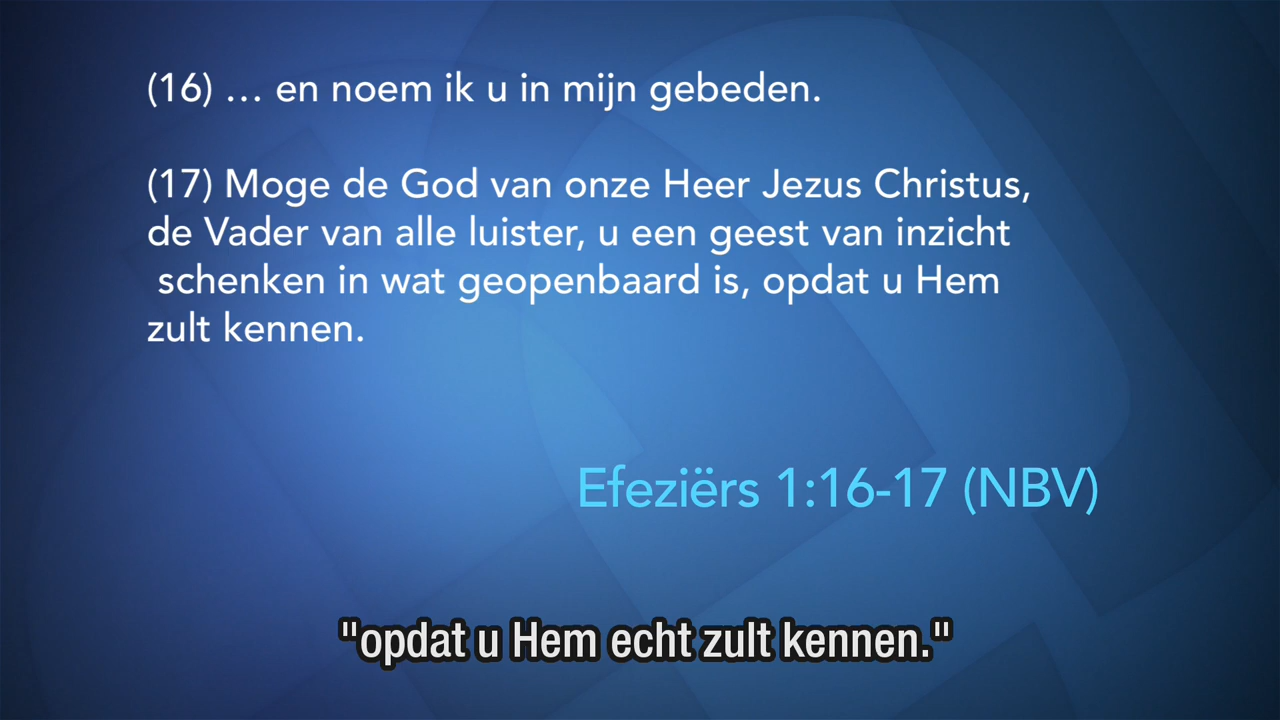 (16) … en noem ik u in mijn gebeden.
(17) Moge de God van onze Heer Jezus Christus,
de Vader van alle luister, u een geest van inzicht
schenken in wat geopenbaard is, opdat u Hem
zult kennen.
Efeziërs 1:16-17 (NBV)
"opdat u Hem echt zult kennen."